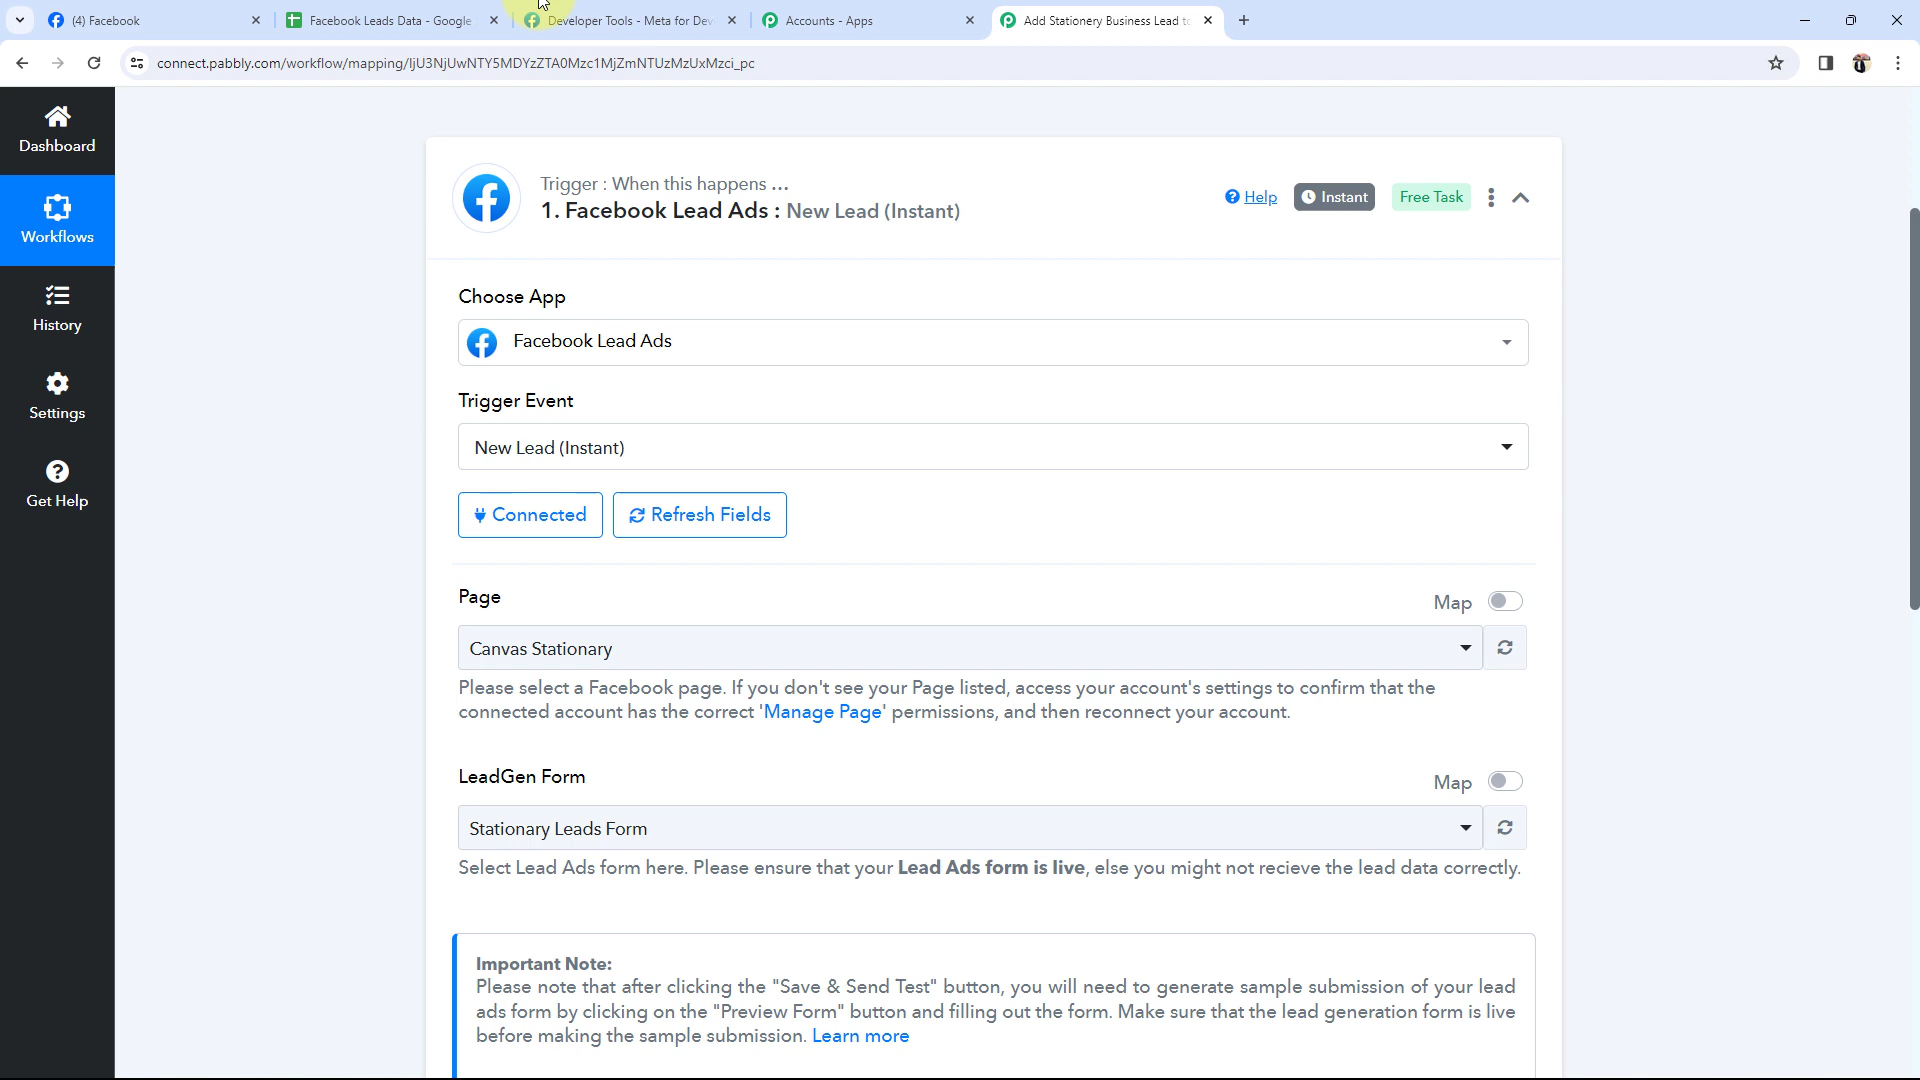 (4) Facebook
Facebook Leads Data - Google
Developer Tools - Meta for Dev
Accounts - Apps
Add Stationery Business Lead to
connect.pabbly.com/workflow/mapping/IjU3NjUwNTY5MDYzZTA0Mzc1MjZmNTUzMzUxMzci_pc
Dashboard
Workflows
History
Settings
Get Help
Trigger : When this happens ...
1. Facebook Lead Ads : New Lead (Instant)
Help
Instant
Free Task
Choose App
Facebook Lead Ads
Trigger Event
New Lead (Instant)
Connected
Refresh Fields
Page
Map
Canvas Stationary
Please select a Facebook page. If you don't see your Page listed, access your account's settings to confirm that the
connected account has the correct 'Manage Page' permissions, and then reconnect your account.
LeadGen Form
Map
Stationary Leads Form
Select Lead Ads form here. Please ensure that your Lead Ads form is live, else you might not recieve the lead data correctly.
Important Note:
Please note that after clicking the "Save & Send Test" button, you will need to generate sample submission of your lead
ads form by clicking on the "Preview Form" button and filling out the form. Make sure that the lead generation form is live
before making the sample submission. Learn more